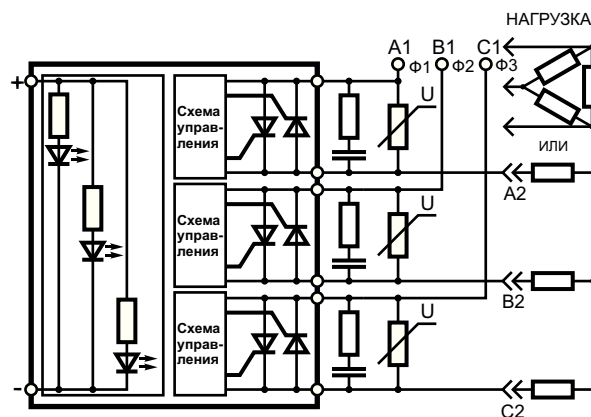 НАГРУЗКА
A1 B1 C1
Ф1 Ф2 Ф3
+
Схема
управ-
ления
U
ИЛИ
A2
Схема
управ-
ления
U
B2
Схема
управ-
ления
U
-
C2